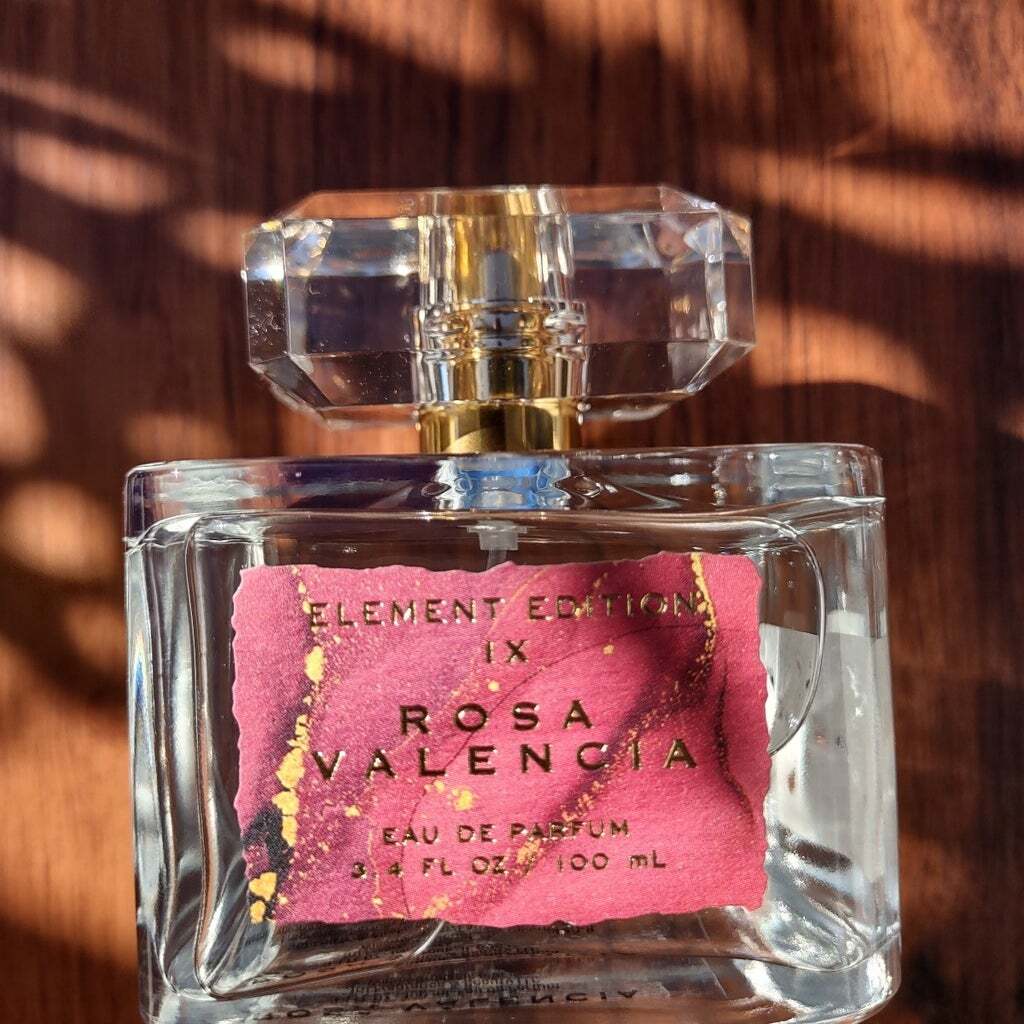 ELEMENT EDITION
IX
ROSA
VALENCIA
EAU DE PARFUM
3.4 FL OZ / 100 mL